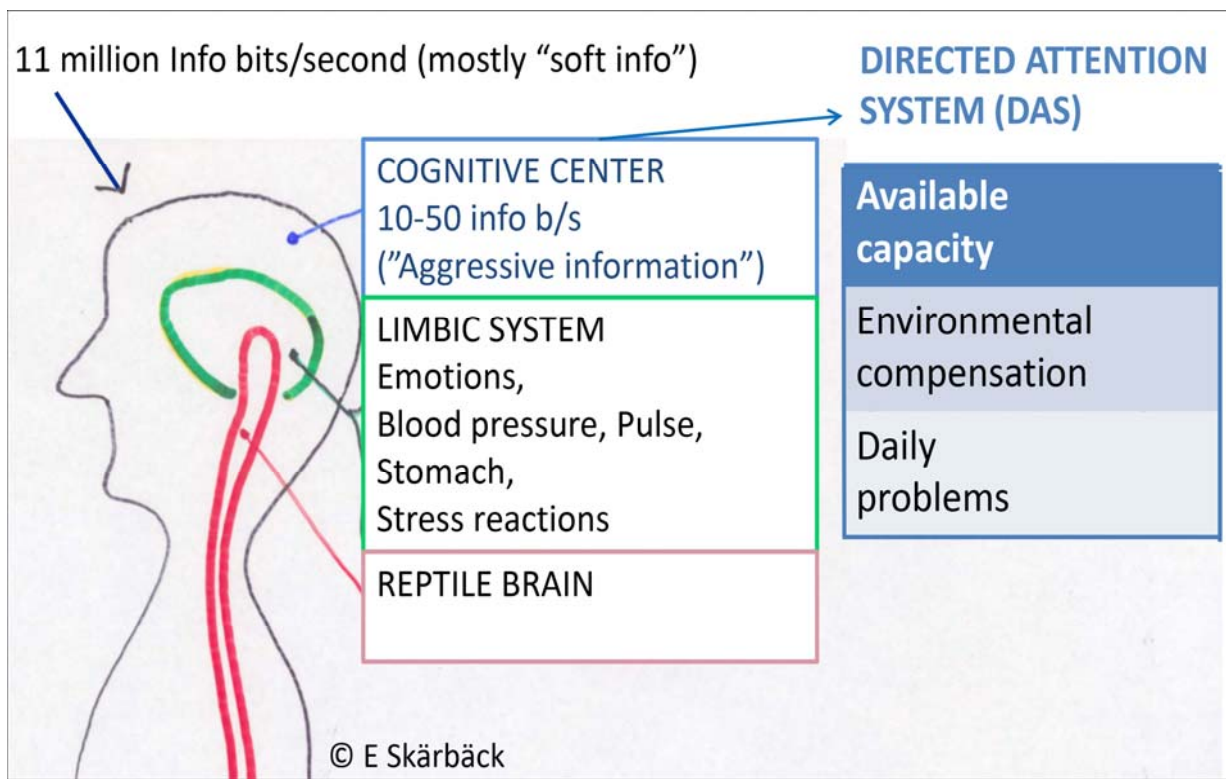 11 million Info bits/second (mostly “soft info”)
DIRECTED ATTENTION
SYSTEM (DAS)
COGNITIVE CENTER
10-50 info b/s
(”Aggressive information”)
LIMBIC SYSTEM
Emotions,
Blood pressure, Pulse,
Stomach,
Stress reactions
REPTILE BRAIN
Available
capacity
Environmental
compensation
Daily
problems
© E Skärbäck